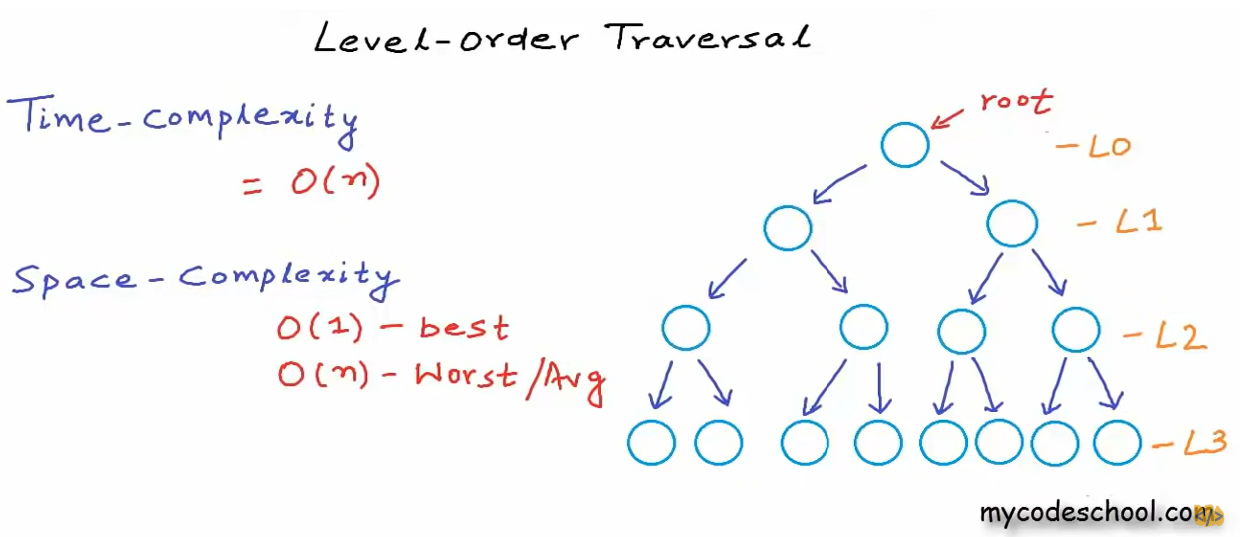 Level-order Traversal
Time-complexity
= O(n)
Space-Complexity
O(1) - best
O(n) - Worst/Avg
root
- L0
- L1
- L2
- L3
mycodeschool.com